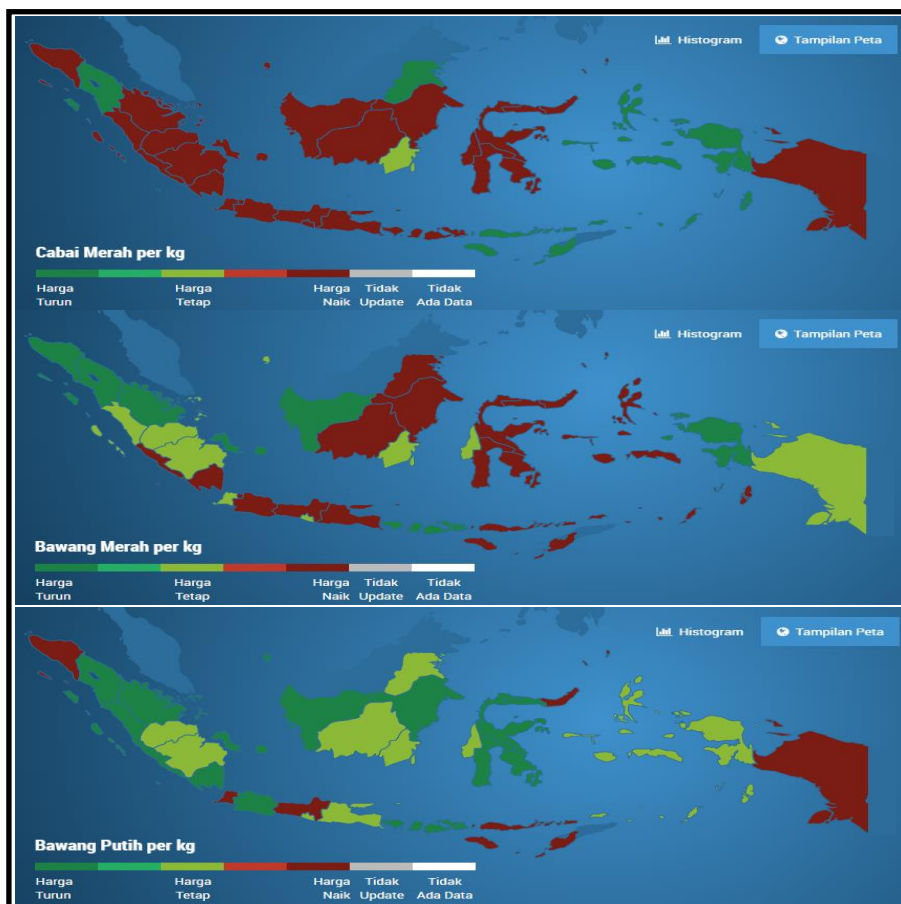 Histogram Tampilan Peta
Cabai Merah per kg
Harga Turun Harga Tetap Harga Naik Tidak Update Tidak Ada Data
Histogram Tampilan Peta
Bawang Merah per kg
Harga Turun Harga Tetap Harga Naik Tidak Update Tidak Ada Data
Histogram Tampilan Peta
Bawang Putih per kg
Harga Turun Harga Tetap Harga Naik Tidak Update Tidak Ada Data